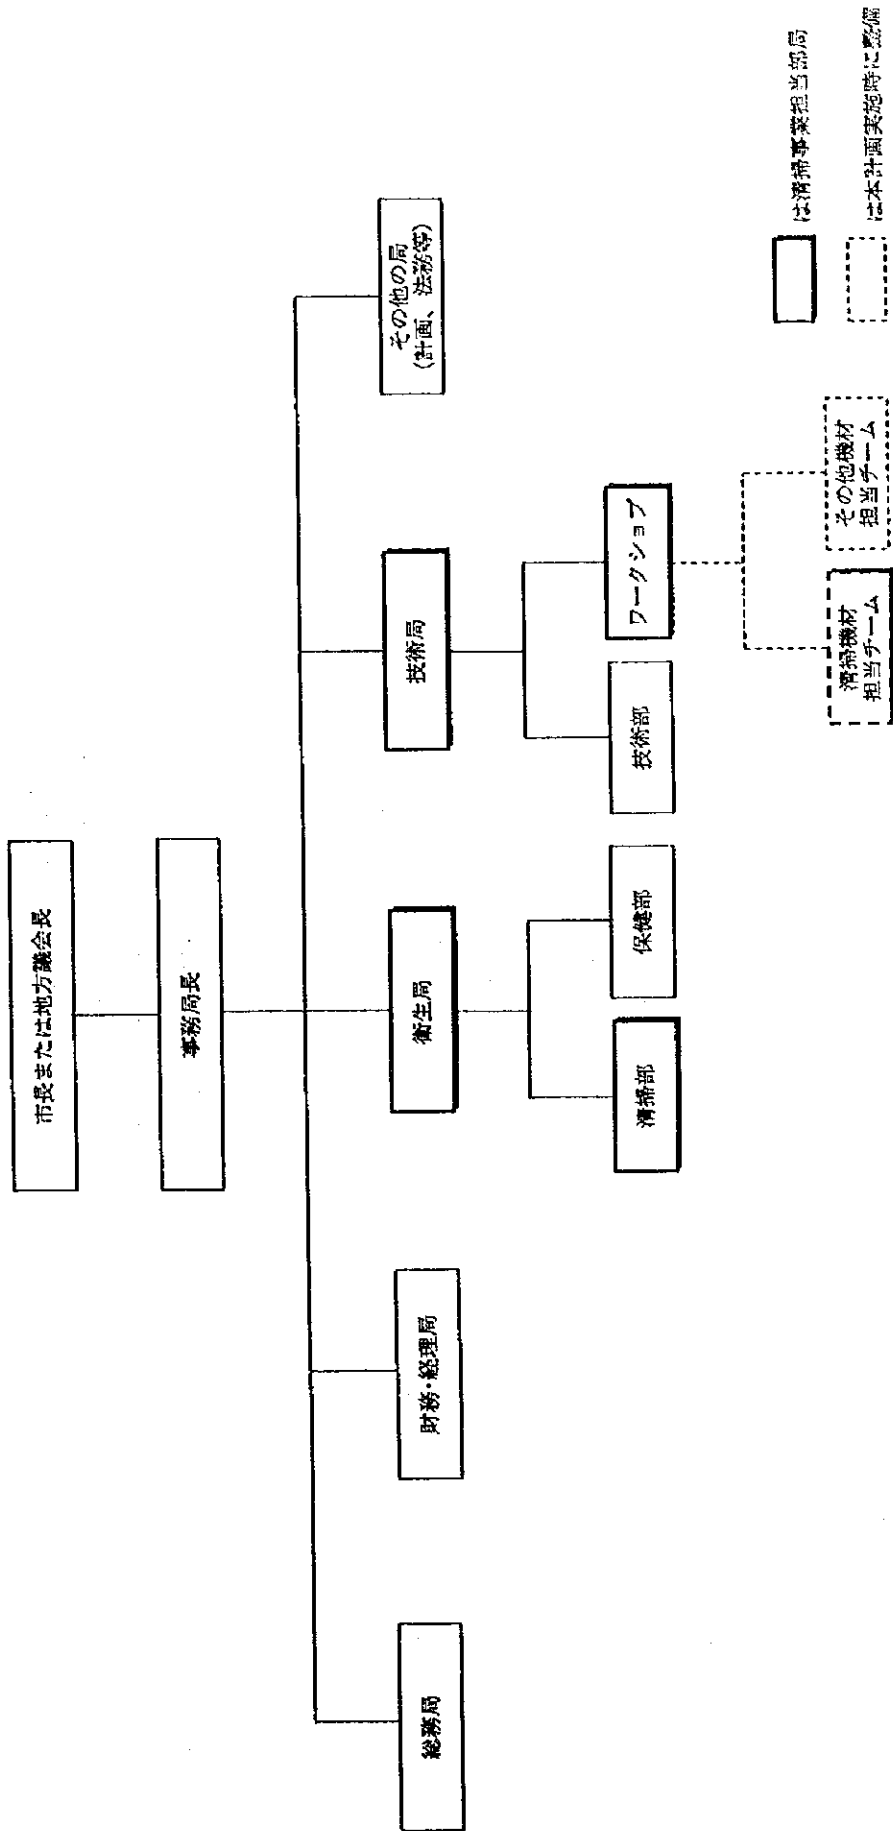 市長または地方議会長
事務局長
総務局
財務・経理局
衛生局
技術局
その他の局
(計画、法務等)
清掃部
保健部
技術部
ワークショップ
清掃機材
担当チーム
その他機材
担当チーム
は清掃事業担当部局
は本計画実施時に整備